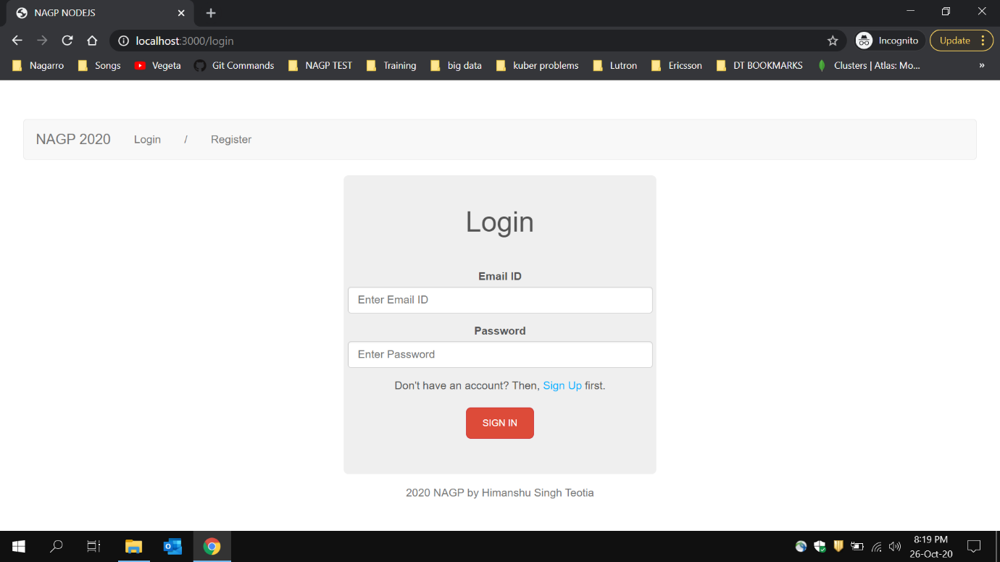 NAGP NODEJS
localhost:3000/login
Incognito
Update
Nagarro
Songs
Vegeta
Git Commands
NAGP TEST
Training
big data
kuber problems
Lutron
Ericsson
DT BOOKMARKS
Clusters | Atlas: Mo...
»
NAGP 2020 Login / Register
Login
Email ID
Enter Email ID
Password
Enter Password
Don't have an account? Then, Sign Up first.
SIGN IN
2020 NAGP by Himanshu Singh Teotia
8:19 PM
26-Oct-20